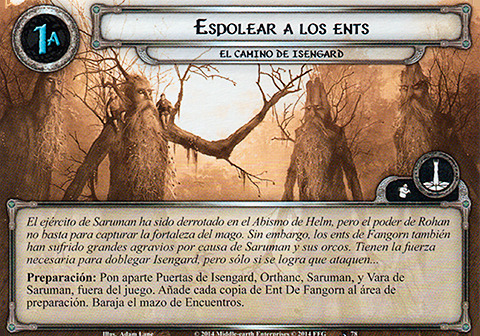 1A
ESPOLEAR A LOS ENTS
EL CAMINO DE ISENGARD
El ejército de Saruman ha sido derrotado en el Abismo de Helm, pero el poder de Rohan
no basta para capturar la fortaleza del mago. Sin embargo, los ents de Fangorn también
han sufrido grandes agravios por causa de Saruman y sus orcos. Tienen la fuerza
necesaria para doblegar Isengard, pero sólo si se logra que ataquen...
Preparación: Pon aparte Puertas de Isengard, Orthanc, Saruman, y Vara de
Saruman, fuera del juego. Añade cada copia de Ent De Fangorn al área de
preparación. Baraja el mazo de Encuentros.
Illus. Adam Lane © 2014 Middle-earth Enterprises © 2014 FFG 78